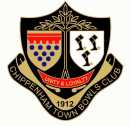 UNITY & LOYALTY
1912
CHIPPENHAM TOWN BOWLS CLUB